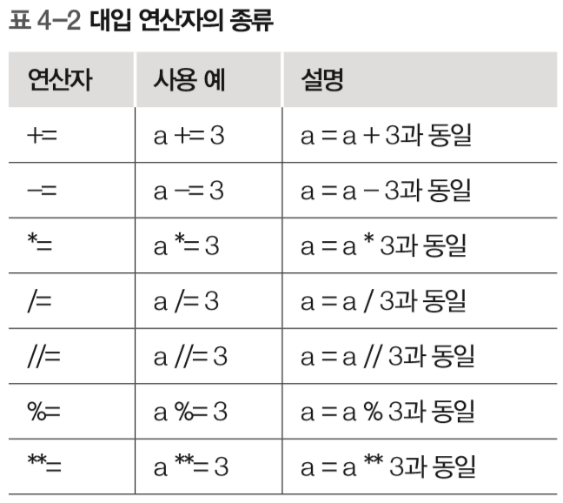 표 4-2 대입 연산자의 종류
연산자 사용 예 설명
+= a += 3 a = a + 3과 동일
-= a -= 3 a = a - 3과 동일
*= a *= 3 a = a * 3과 동일
/= a /= 3 a = a / 3과 동일
//= a //= 3 a = a // 3과 동일
%= a %= 3 a = a % 3과 동일
**= a **= 3 a = a ** 3과 동일